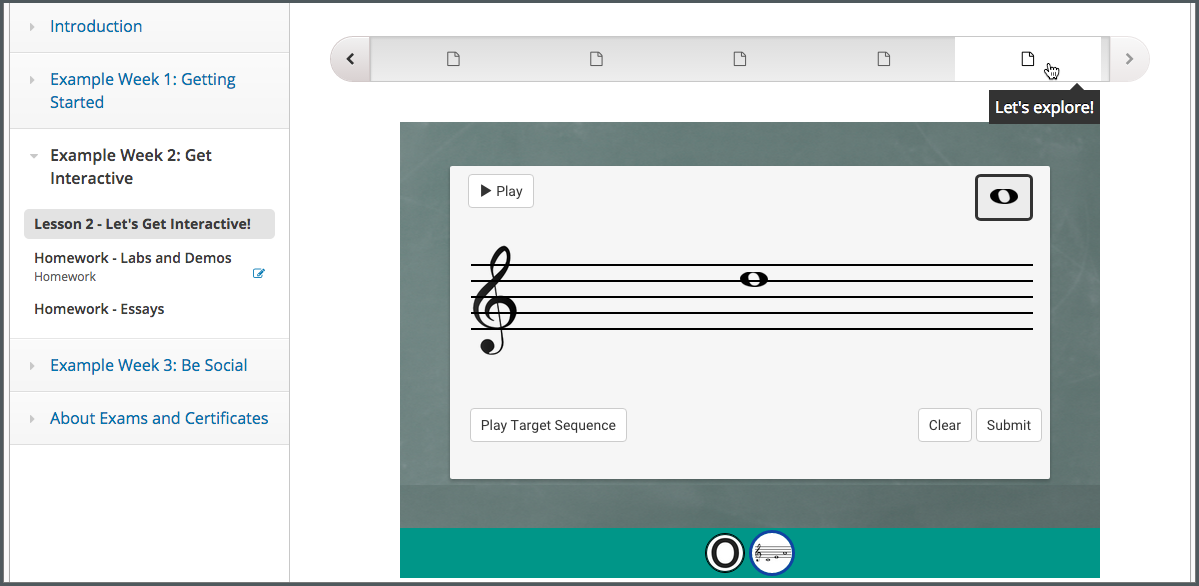 Introduction
Example Week 1: Getting
Started
Example Week 2: Get
Interactive
Lesson 2 - Let's Get Interactive!
Homework - Labs and Demos
Homework
Homework - Essays
Example Week 3: Be Social
About Exams and Certificates
Let's explore!
Play
Play Target Sequence
Clear
Submit